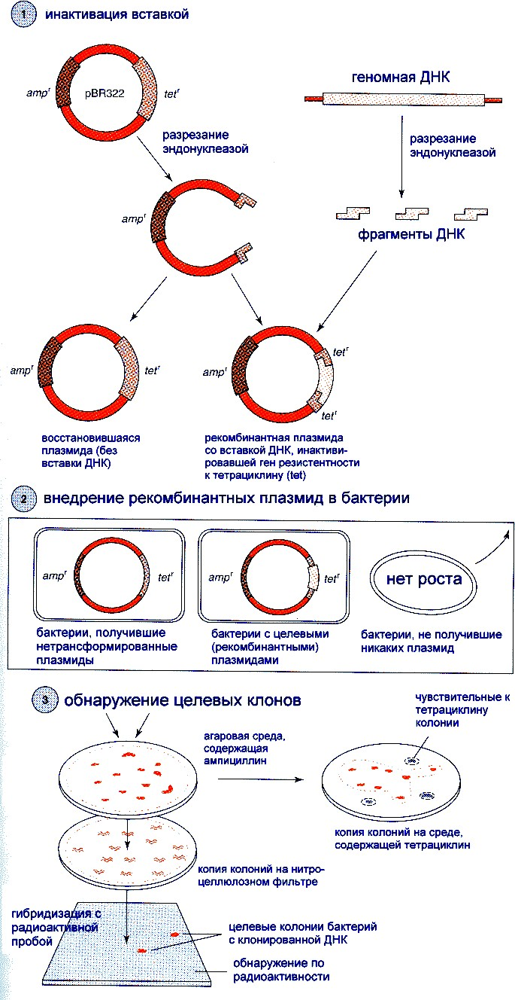 1 инактивация вставкой
геномная ДНК
ampʳ
pBR322
tetʳ
разрезание
эндонуклеазой
разрезание
эндонуклеазой
ampʳ
фрагменты ДНК
ampʳ
tetʳ
ampʳ
tetʳ
tetʳ
восстановившаяся
плазмида (без
вставки ДНК)
рекомбинантная плазмида
со вставкой ДНК, инактиви-
ровавшей ген резистентности
к тетрациклину (tet)
2 внедрение рекомбинантных плазмид в бактерии
ampʳ
tetʳ
ampʳ
tetʳ
нет роста
бактерии, получившие
нетрансформированные
плазмиды
бактерии с целевыми
(рекомбинантными)
плазмидами
бактерии, не получившие
никаких плазмид
3 обнаружение целевых клонов
чувствительные к
тетрациклину
колонии
агаровая среда,
содержащая
ампициллин
копия колоний на среде,
содержащей тетрациклин
копия колоний на нитро-
целлюлозном фильтре
гибридизация с
радиоактивной
пробой
целевые колонии бактерий
с клонированной ДНК
обнаружение по
радиоактивности